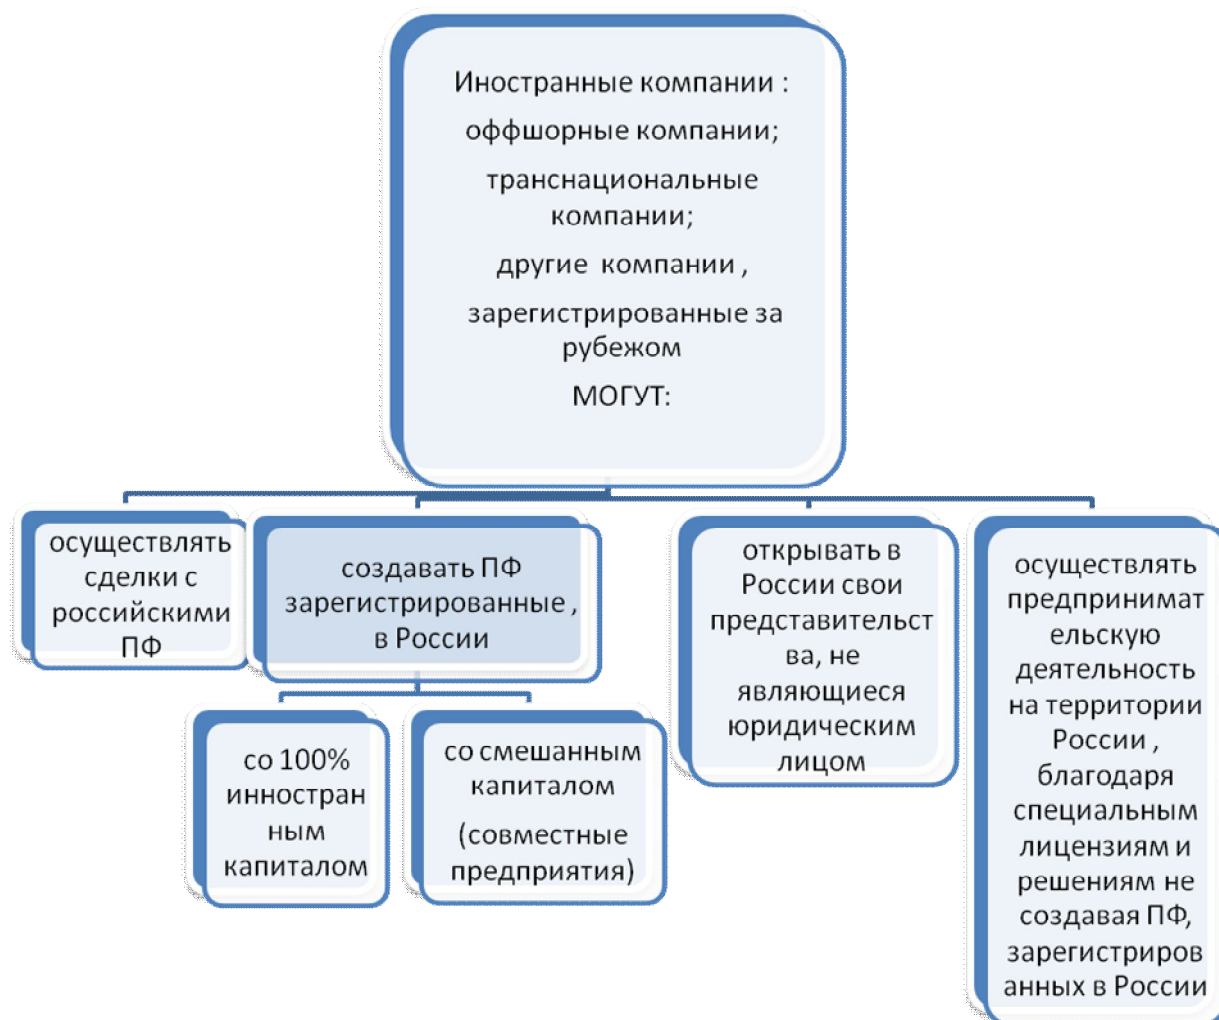 Иностранные компании :
оффшорные компании;
транснациональные
компании;
другие компании ,
зарегистрированные за
рубежом
МОГУТ:
осуществлять
сделки с
российскими
ПФ
создавать ПФ
зарегистрированные ,
в России
открывать в
России свои
представительст
ва, не
являющиеся
юридическим
лицом
осуществлять
предпринимат
ельскую
деятельность
на территории
России ,
благодаря
специальным
лицензиям и
решениям не
создавая ПФ,
зарегистриров
анных в России
со 100%
инностран
ным
капиталом
со смешанным
капиталом
(совместные
предприятия)